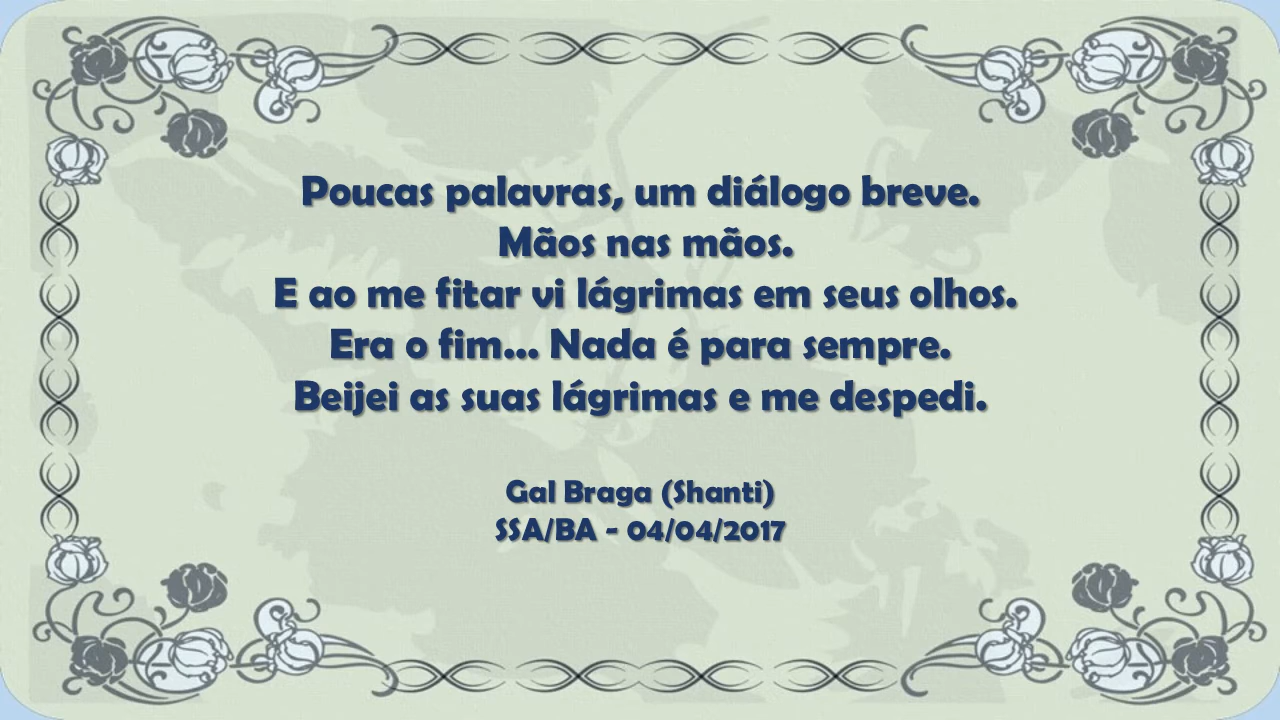 Poucas palavras, um diálogo breve.
Mãos nas mãos.
E ao me fitar vi lágrimas em seus olhos.
Era o fim... Nada é para sempre.
Beijei as suas lágrimas e me despedi.
Gal Braga (Shanti)
SSA/BA - 04/04/2017